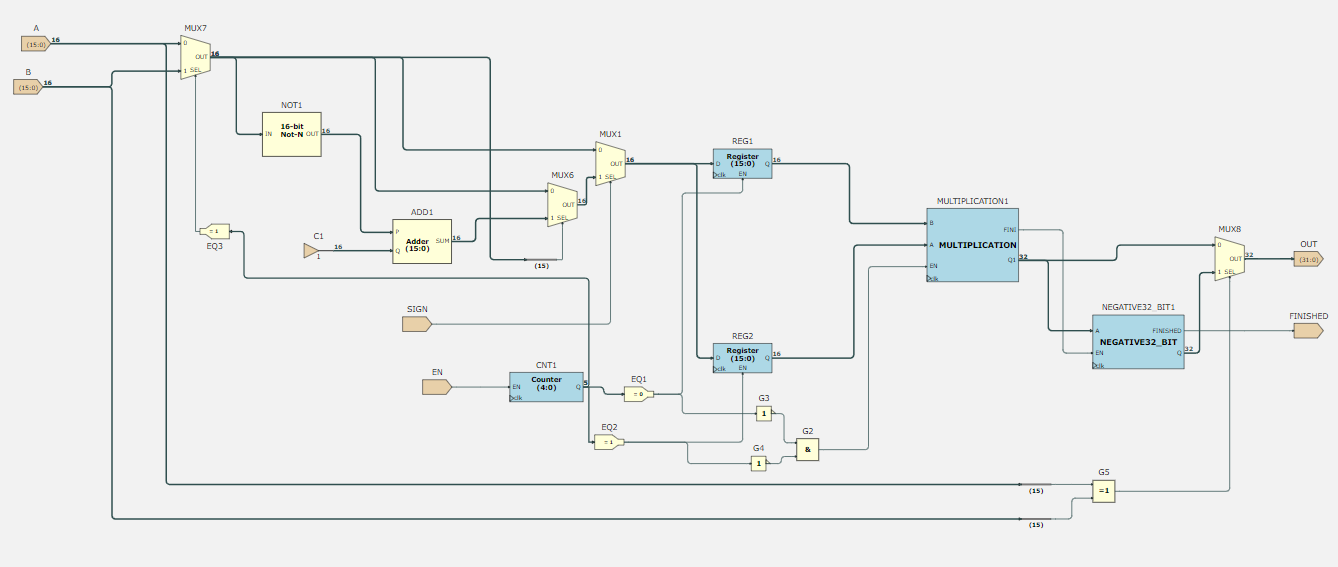 A
(15:0)
16
B
(15:0)
16
MUX7
0
OUT
1 SEL
16
NOT1
16-bit
Not-N
IN
OUT
16
EQ3
= 1
C1
1
16
ADD1
Adder
(15:0)
P
Q
SUM
16
MUX6
0
OUT
1 SEL
16
(15)
MUX1
0
OUT
1 SEL
16
SIGN
EN
CNT1
Counter
(4:0)
EN
Q
clk
5
EQ1
= 0
EQ2
= 1
REG1
Register
(15:0)
D
Q
clk
EN
16
REG2
Register
(15:0)
D
Q
clk
EN
16
G3
1
G4
1
G2
&
MULTIPLICATION1
MULTIPLICATION
B
A
EN
clk
FINI
Q1
32
NEGATIVE32_BIT1
NEGATIVE32_BIT
A
EN
clk
FINISHED
Q
32
MUX8
0
OUT
1 SEL
32
OUT
(31:0)
FINISHED
G5
=1
(15)
(15)